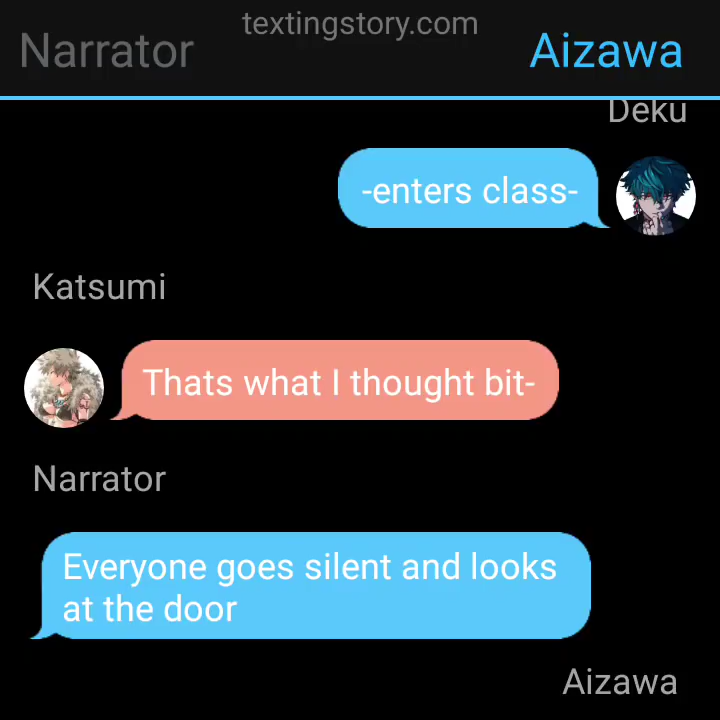 textingstory.com
Narrator
Aizawa
Deku
-enters class-
Katsumi
Thats what I thought bit-
Narrator
Everyone goes silent and looks
at the door
Aizawa